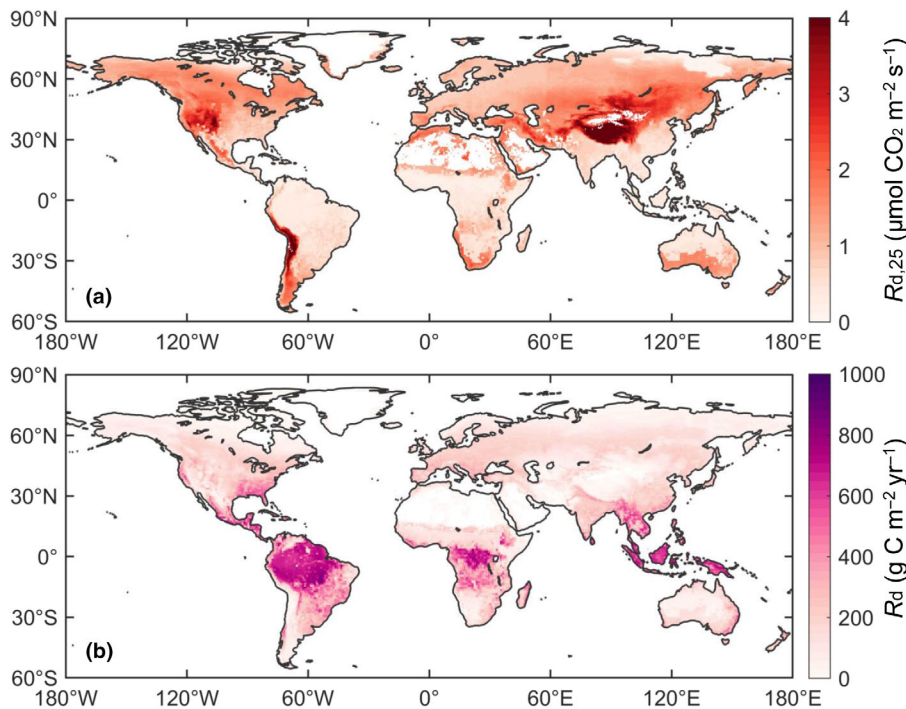 90°N
60°N
30°N
0°
30°S
60°S
(a)
180°W 120°W 60°W 0° 60°E 120°E 180°E
4
3
2
1
0
Rd,25 (μmol CO₂ m⁻² s⁻¹)
90°N
60°N
30°N
0°
30°S
60°S
(b)
180°W 120°W 60°W 0° 60°E 120°E 180°E
1000
800
600
400
200
0
Rd (g C m⁻² yr⁻¹)